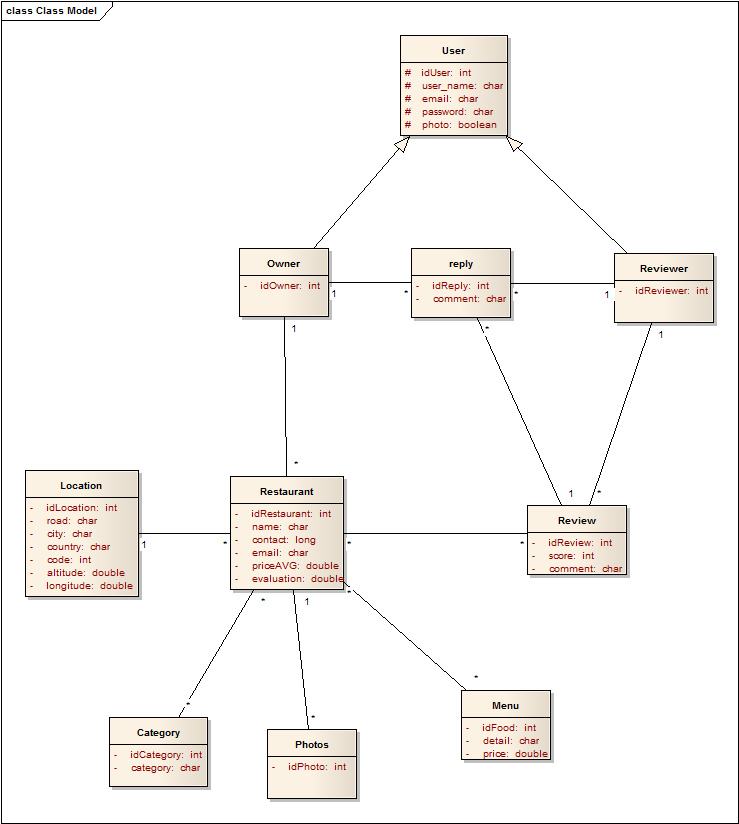 class Class Model
User
# idUser: int
# user_name: char
# email: char
# password: char
# photo: boolean
Owner
- idOwner: int
reply
- idReply: int
- comment: char
Reviewer
- idReviewer: int
1
*
*
1
1
*
1
*
1
*
Location
- idLocation: int
- road: char
- city: char
- country: char
- code: int
- altitude: double
- longitude: double
Restaurant
- idRestaurant: int
- name: char
- contact: long
- email: char
- priceAVG: double
- evaluation: double
Review
- idReview: int
- score: int
- comment: char
1
*
*
*
*
1
*
*
*
*
Category
- idCategory: int
- category: char
Photos
- idPhoto: int
Menu
- idFood: int
- detail: char
- price: double